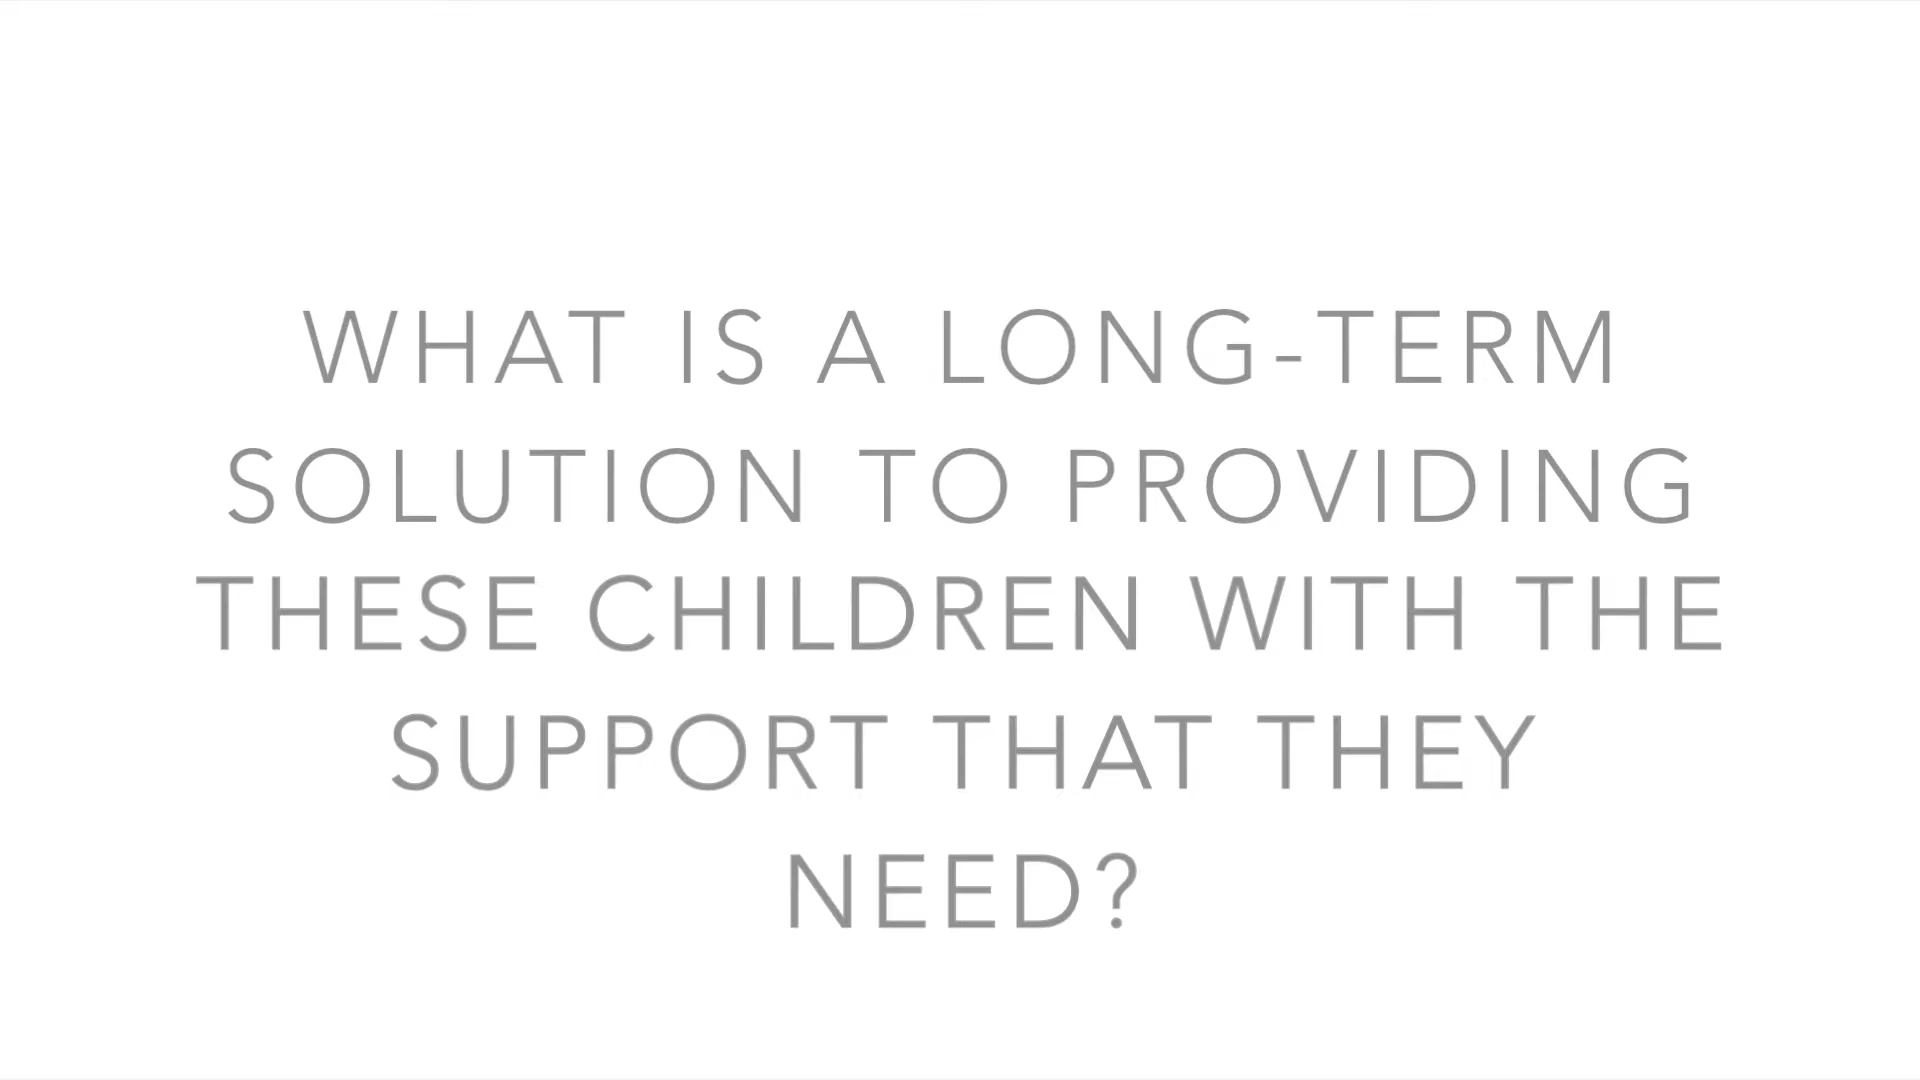 WHAT IS A LONG-TERM
SOLUTION TO PROVIDING
THESE CHILDREN WITH THE
SUPPORT THAT THEY
NEED?